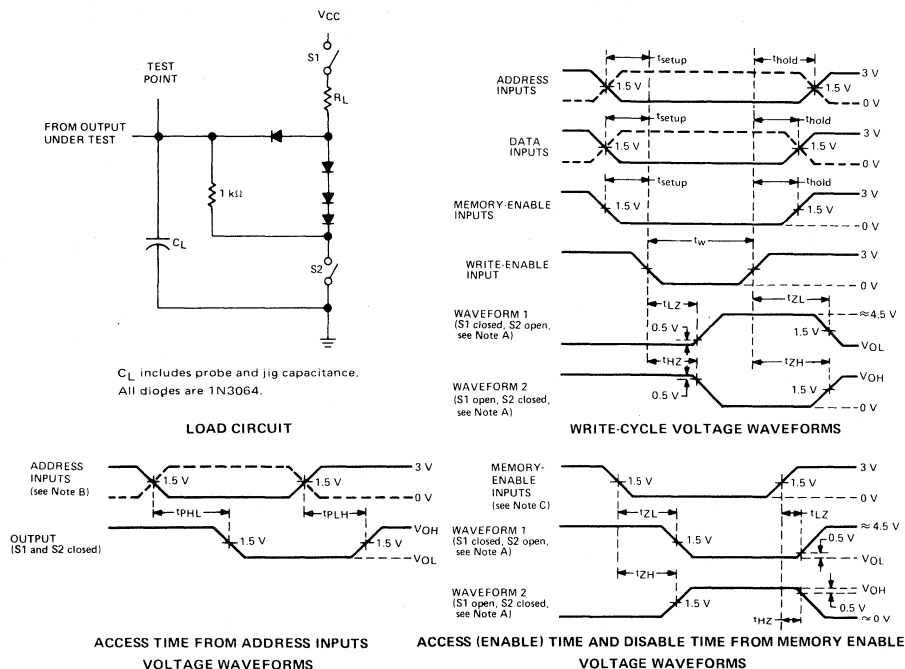 VCC
S1
TEST
POINT
RL
FROM OUTPUT
UNDER TEST
1 kΩ
CL
S2
CL includes probe and jig capacitance.
All diodes are 1N3064.
LOAD CIRCUIT
tsetup
thold
ADDRESS
INPUTS
1.5 V
1.5 V
3 V
0 V
tsetup
thold
DATA
INPUTS
1.5 V
1.5 V
3 V
0 V
tsetup
thold
MEMORY-ENABLE
INPUTS
1.5 V
1.5 V
3 V
0 V
tw
WRITE-ENABLE
INPUT
3 V
0 V
tLZ
tZL
WAVEFORM 1
(S1 closed, S2 open,
see Note A)
0.5 V
1.5 V
≈4.5 V
VOL
tHZ
tZH
WAVEFORM 2
(S1 open, S2 closed,
see Note A)
0.5 V
1.5 V
VOH
0 V
WRITE-CYCLE VOLTAGE WAVEFORMS
ADDRESS
INPUTS
(see Note B)
1.5 V
1.5 V
3 V
0 V
tPHL
tPLH
OUTPUT
(S1 and S2 closed)
1.5 V
1.5 V
VOH
VOL
ACCESS TIME FROM ADDRESS INPUTS
VOLTAGE WAVEFORMS
MEMORY-
ENABLE
INPUTS
(see Note C)
1.5 V
1.5 V
3 V
0 V
tZL
tLZ
WAVEFORM 1
(S1 closed, S2 open,
see Note A)
1.5 V
≈ 4.5 V
0.5 V
VOL
tZH
WAVEFORM 2
(S1 open, S2 closed,
see Note A)
1.5 V
tHZ
VOH
0.5 V
≈ 0 V
ACCESS (ENABLE) TIME AND DISABLE TIME FROM MEMORY ENABLE
VOLTAGE WAVEFORMS